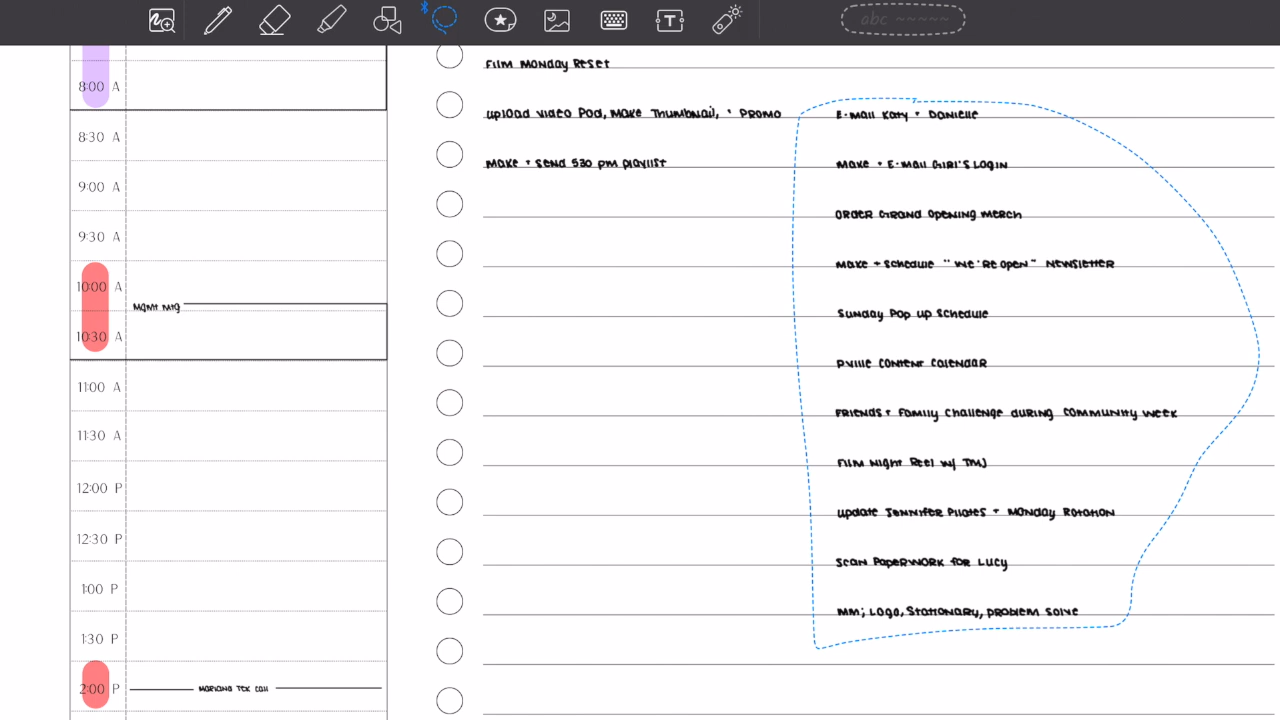 abc ~~~~~
T
8:00 A
8:30 A
9:00 A
9:30 A
10:00 A
MGMT MTG
10:30 A
11:00 A
11:30 A
12:00 P
12:30 P
1:00 P
1:30 P
2:00 P
MARIANA TEK CALL
FILM MONDAY RESET
UPLOAD VIDEO POD, MAKE THUMBNAIL, + PROMO
MAKE + SEND 530 PM PLAYLIST
E-MAIL KATY + DANIELLE
MAKE + E-MAIL GIRL'S LOGIN
ORDER GRAND OPENING MERCH
MAKE + SCHEDULE "WE'RE OPEN" NEWSLETTER
SUNDAY POP UP SCHEDULE
PVILLE CONTENT CALENDAR
FRIENDS + FAMILY CHALLENGE DURING COMMUNITY WEEK
FILM NIGHT REEL W/ TMJ
UPDATE JENNIFER PILATES + MONDAY ROTATION
SCAN PAPERWORK FOR LUCY
MM; LOGO, STATIONARY, PROBLEM SOLVE